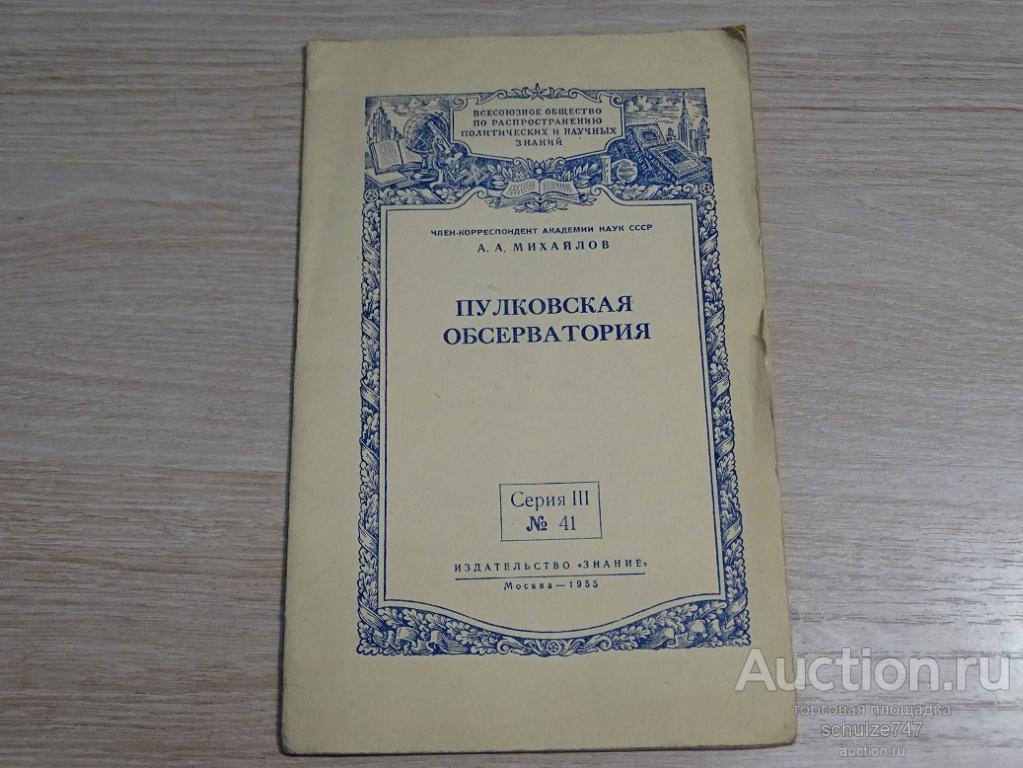 ВСЕСОЮЗНОЕ ОБЩЕСТВО
ПО РАСПРОСТРАНЕНИЮ
ПОЛИТИЧЕСКИХ И НАУЧНЫХ
ЗНАНИЙ
ЧЛЕН-КОРРЕСПОНДЕНТ АКАДЕМИИ НАУК СССР
А. А. МИХАЙЛОВ
ПУЛКОВСКАЯ
ОБСЕРВАТОРИЯ
Серия III
№ 41
ИЗДАТЕЛЬСТВО «ЗНАНИЕ»
Москва — 1955
Auction.ru
торговая площадка
schulze747
auction.ru